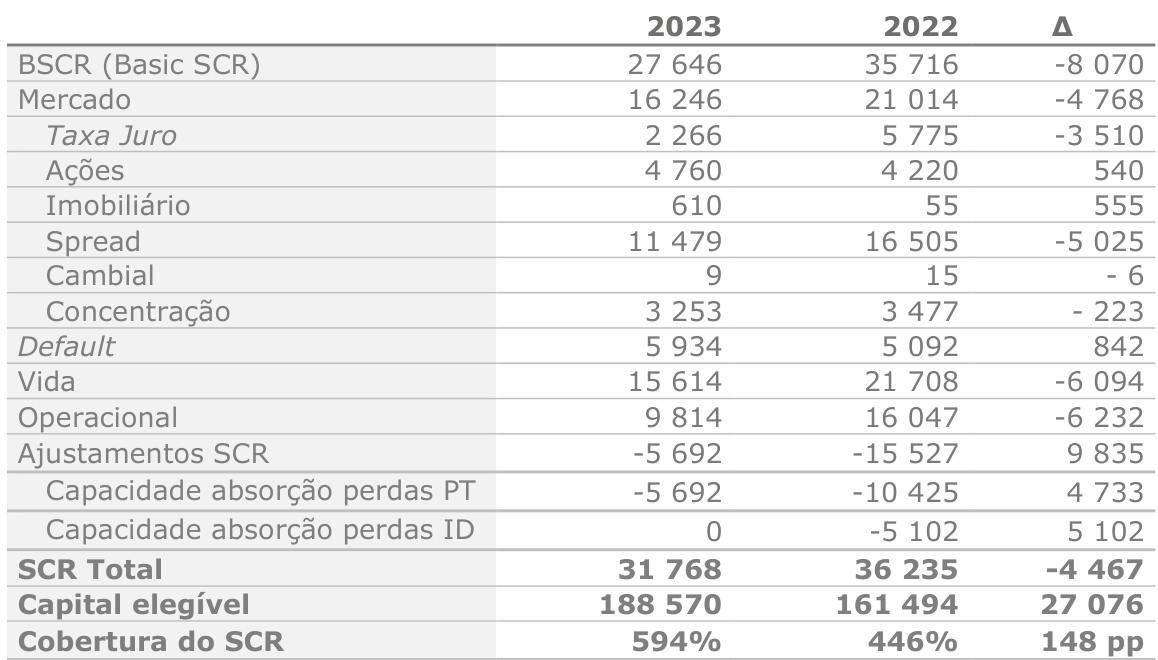 2023 2022 Δ
BSCR (Basic SCR) 27 646 35 716 -8 070
Mercado 16 246 21 014 -4 768
Taxa Juro 2 266 5 775 -3 510
Ações 4 760 4 220 540
Imobiliário 610 55 555
Spread 11 479 16 505 -5 025
Cambial 9 15 - 6
Concentração 3 253 3 477 - 223
Default 5 934 5 092 842
Vida 15 614 21 708 -6 094
Operacional 9 814 16 047 -6 232
Ajustamentos SCR -5 692 -15 527 9 835
Capacidade absorção perdas PT -5 692 -10 425 4 733
Capacidade absorção perdas ID 0 -5 102 5 102
SCR Total 31 768 36 235 -4 467
Capital elegível 188 570 161 494 27 076
Cobertura do SCR 594% 446% 148 pp